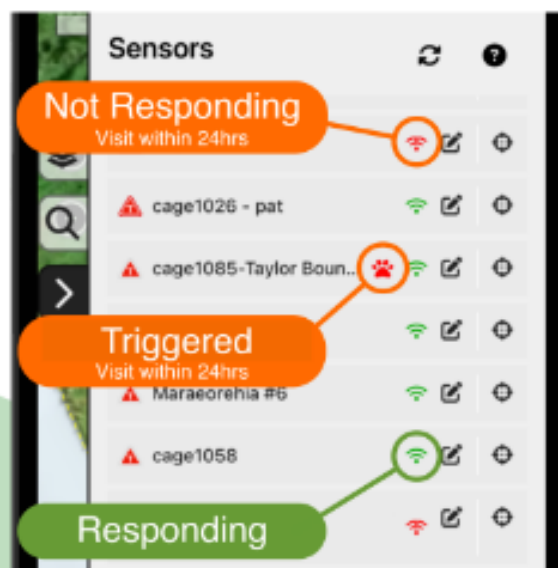 Sensors
Not Responding
Visit within 24hrs
cage1026 - pat
cage1085-Taylor Boun..
Triggered
Visit within 24hrs
Maraeorehia #6
cage1058
Responding